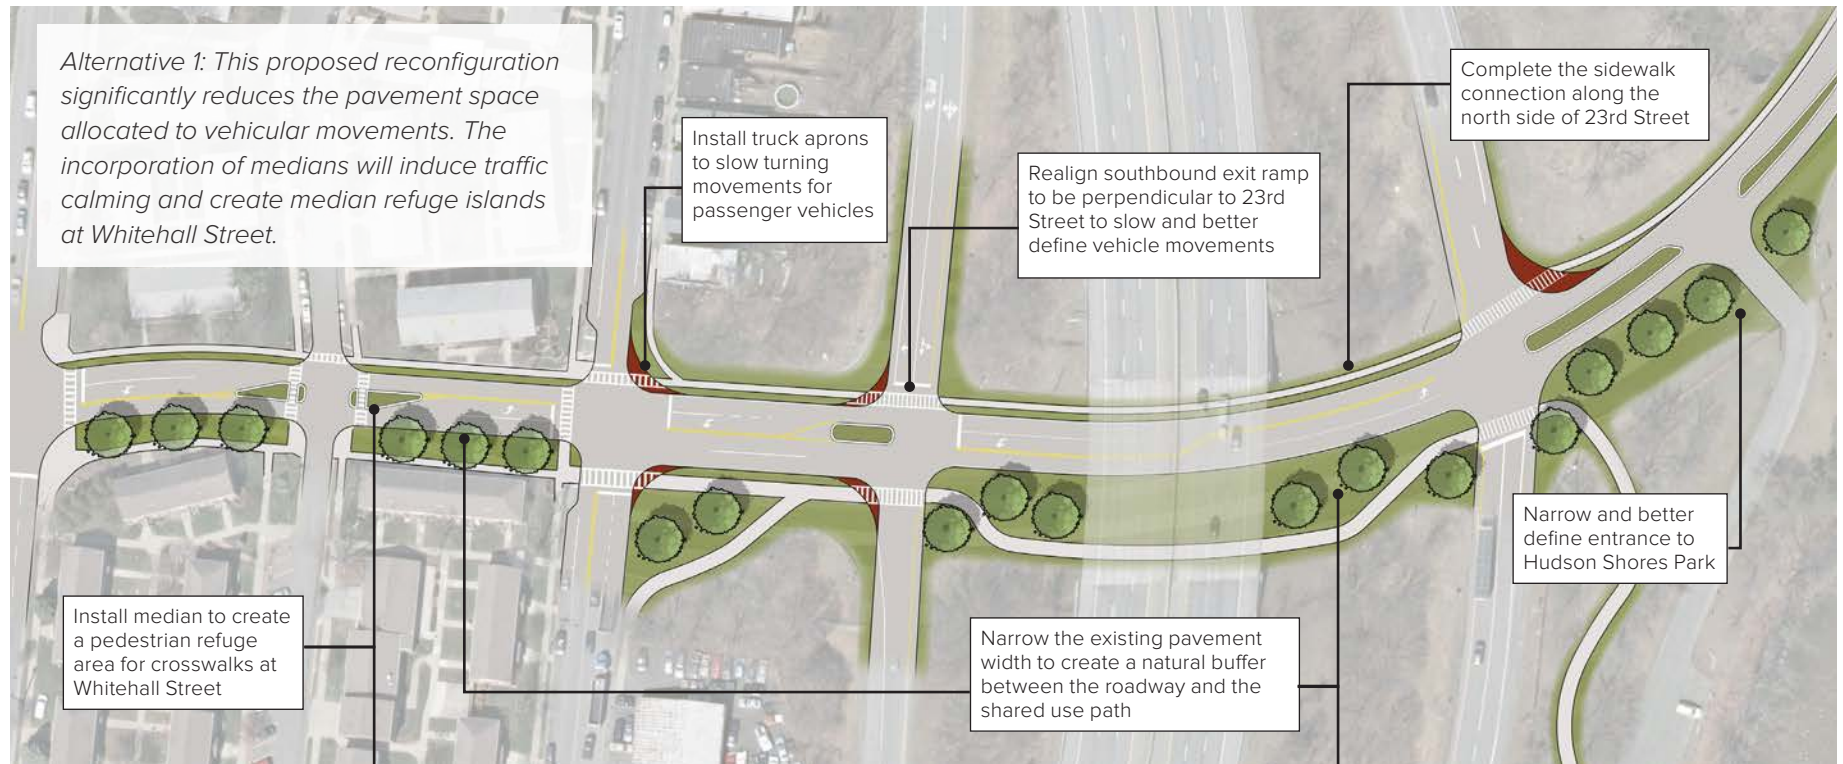 Alternative 1: This proposed reconfiguration
significantly reduces the pavement space
allocated to vehicular movements. The
incorporation of medians will induce traffic
calming and create median refuge islands
at Whitehall Street.
Install truck aprons
to slow turning
movements for
passenger vehicles
Realign southbound exit ramp
to be perpendicular to 23rd
Street to slow and better
define vehicle movements
Complete the sidewalk
connection along the
north side of 23rd Street
Install median to create
a pedestrian refuge
area for crosswalks at
Whitehall Street
Narrow the existing pavement
width to create a natural buffer
between the roadway and the
shared use path
Narrow and better
define entrance to
Hudson Shores Park